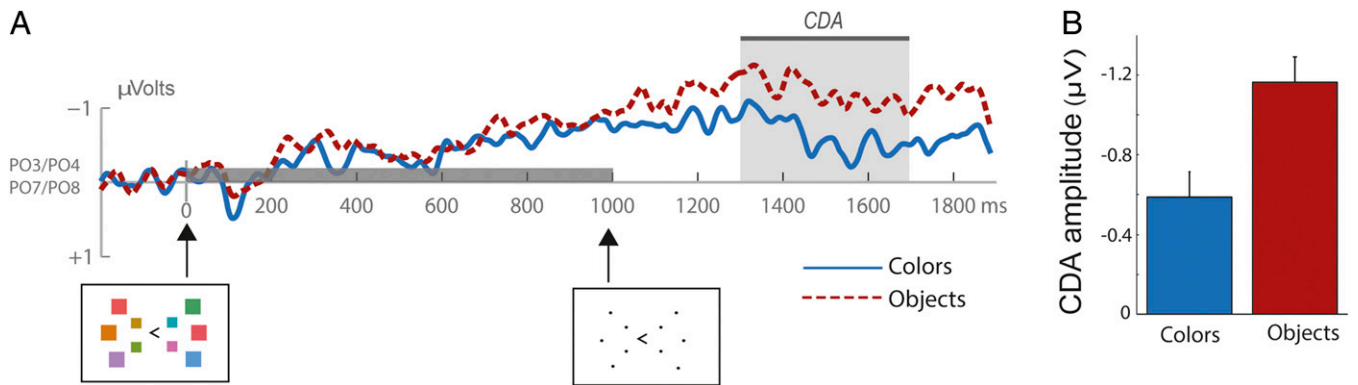 A
CDA
µVolts
-1
PO3/PO4
PO7/PO8
0
200
400
600
800
1000
1200
1400
1600
1800 ms
+1
<
<
Colors
Objects
B
CDA amplitude (µV)
-1.2
-0.8
-0.4
0
Colors
Objects